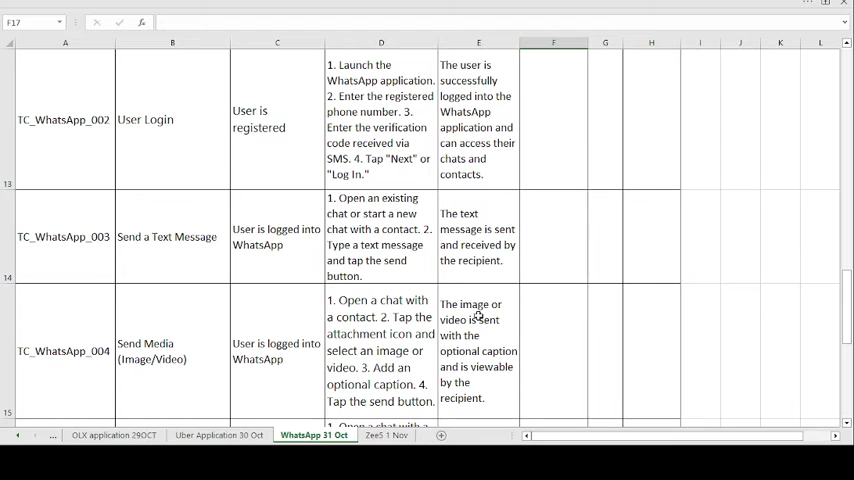 F17
fx
A B C D E F G H I J K L
TC_WhatsApp_002
User Login
User is
registered
1. Launch the
WhatsApp application.
2. Enter the registered
phone number. 3.
Enter the verification
code received via
SMS. 4. Tap "Next" or
"Log In."
The user is
successfully
logged into the
WhatsApp
application and
can access their
chats and
contacts.
13
TC_WhatsApp_003
Send a Text Message
User is logged into
WhatsApp
1. Open an existing
chat or start a new
chat with a contact. 2.
Type a text message
and tap the send
button.
The text
message is sent
and received by
the recipient.
14
TC_WhatsApp_004
Send Media
(Image/Video)
User is logged into
WhatsApp
1. Open a chat with
a contact. 2. Tap the
attachment icon and
select an image or
video. 3. Add an
optional caption. 4.
Tap the send button.
The image or
video is sent
with the
optional caption
and is viewable
by the
recipient.
15
1. Open a chat with a
... OLX application 29OCT Uber Application 30 Oct WhatsApp 31 Oct Zee5 1 Nov